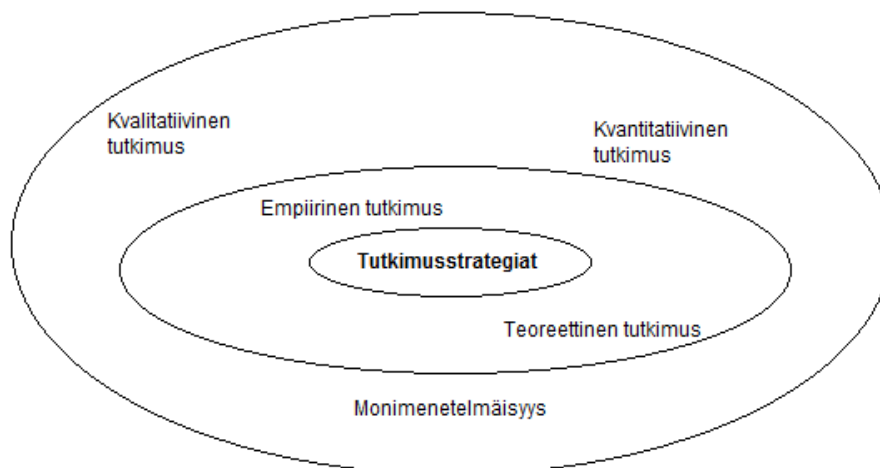 Kvalitatiivinen
tutkimus
Kvantitatiivinen
tutkimus
Empiirinen tutkimus
Tutkimusstrategiat
Teoreettinen tutkimus
Monimenetelmäisyys